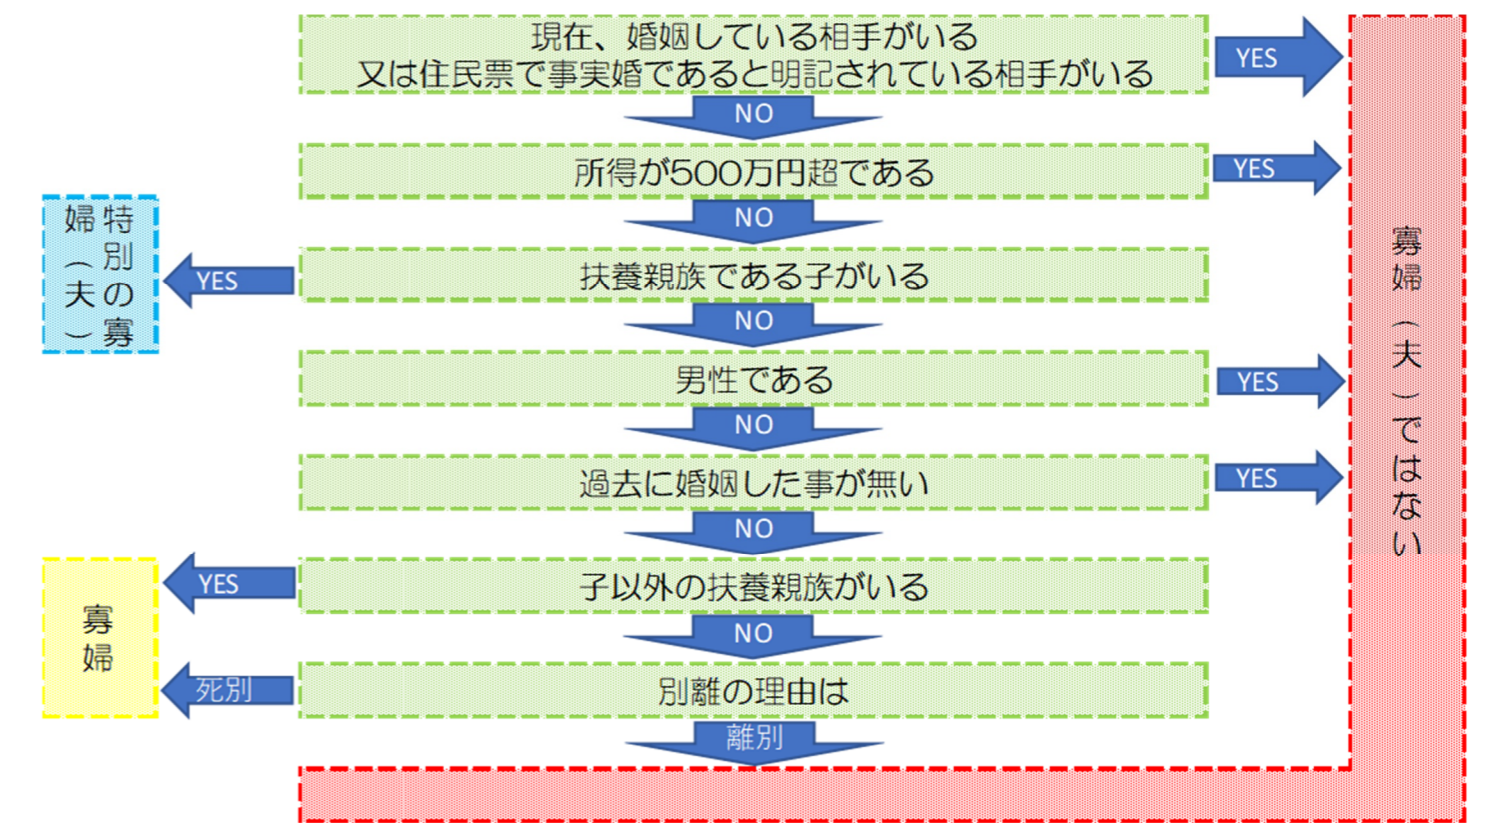 現在、婚姻している相手がいる
又は住民票で事実婚であると明記されている相手がいる
YES
NO
所得が500万円超である
YES
NO
扶養親族である子がいる
YES
特別の寡
婦（夫）
NO
男性である
YES
NO
過去に婚姻した事が無い
YES
NO
子以外の扶養親族がいる
YES
NO
別離の理由は
死別
寡婦
離別
寡婦（夫）ではない